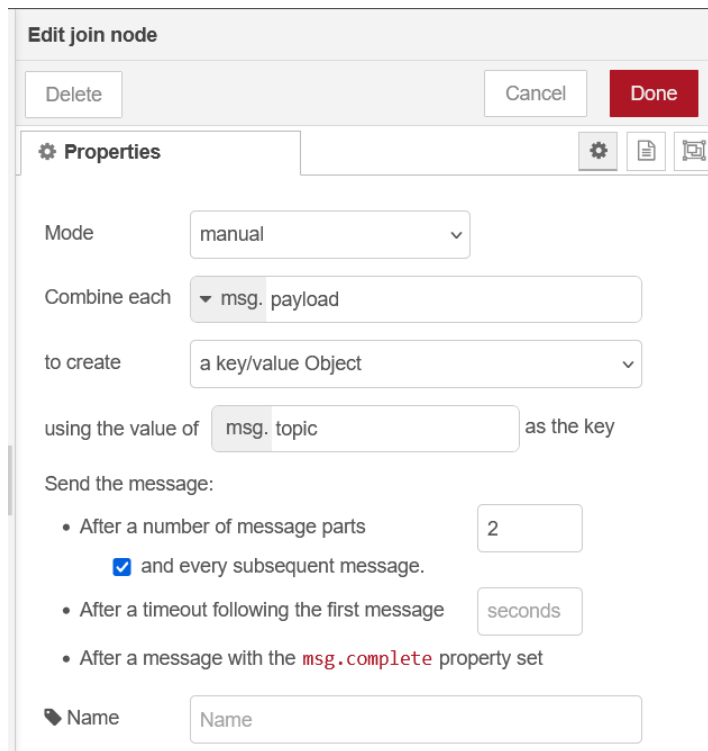 Edit join node
Delete Cancel Done
Properties
Mode manual
Combine each msg. payload
to create a key/value Object
using the value of msg. topic as the key
Send the message:
• After a number of message parts 2
and every subsequent message.
• After a timeout following the first message seconds
• After a message with the msg.complete property set
Name Name